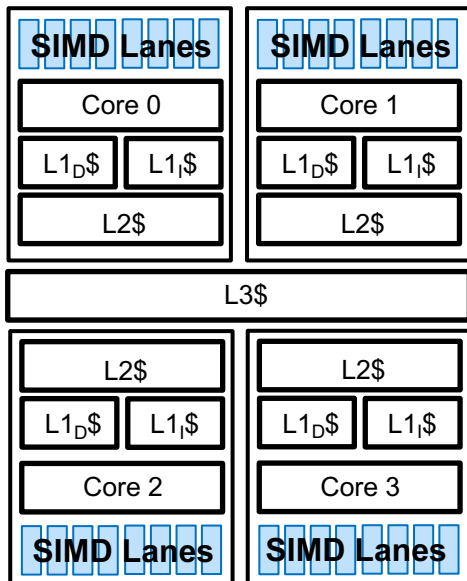 SIMD Lanes
Core 0
L1D$ L1I$
L2$
SIMD Lanes
Core 1
L1D$ L1I$
L2$
L3$
L2$
L1D$ L1I$
Core 2
SIMD Lanes
L2$
L1D$ L1I$
Core 3
SIMD Lanes